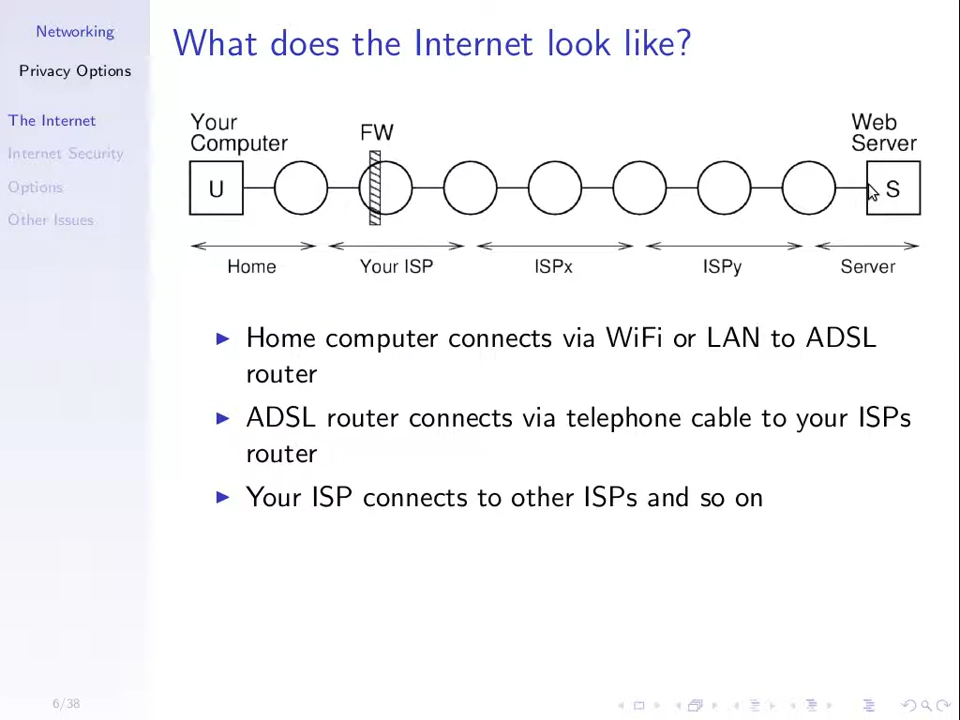 Networking
Privacy Options
The Internet
Internet Security
Options
Other Issues
6/38
What does the Internet look like?
Your
Computer
FW
Web
Server
U
S
Home
Your ISP
ISPx
ISPy
Server
Home computer connects via WiFi or LAN to ADSL
router
ADSL router connects via telephone cable to your ISPs
router
Your ISP connects to other ISPs and so on